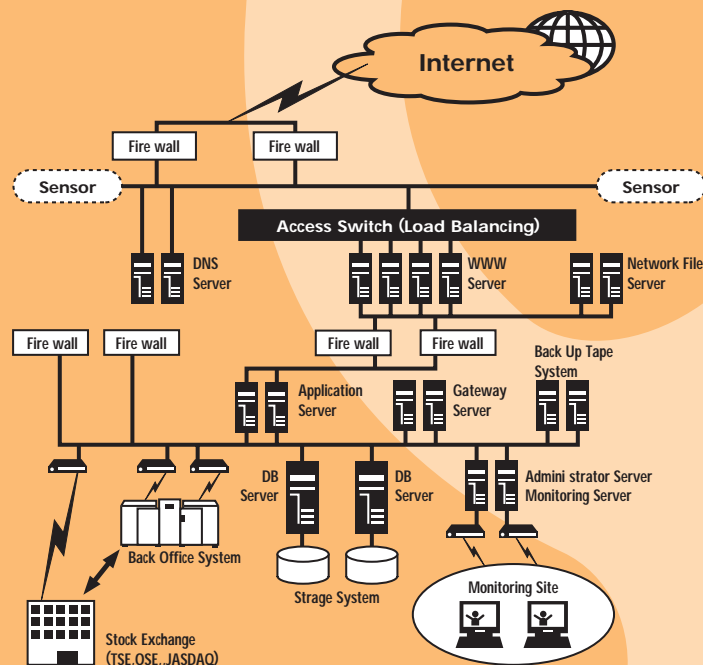 Internet
Fire wall
Fire wall
Sensor
Sensor
Access Switch (Load Balancing)
DNS
Server
WWW
Server
Network File
Server
Fire wall
Fire wall
Fire wall
Fire wall
Back Up Tape
System
Application
Server
Gateway
Server
DB
Server
DB
Server
Admini strator Server
Monitoring Server
Back Office System
Strage System
Monitoring Site
Stock Exchange
(TSE,OSE,,JASDAQ)